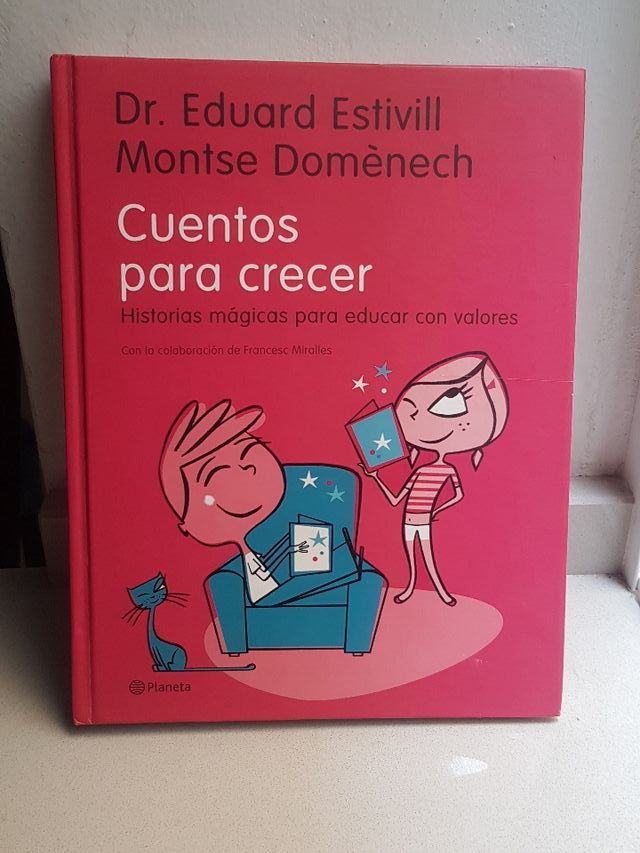 Dr. Eduard Estivill
Montse Domènech
Cuentos
para crecer
Historias mágicas para educar con valores
Con la colaboración de Francesc Miralles
Planeta